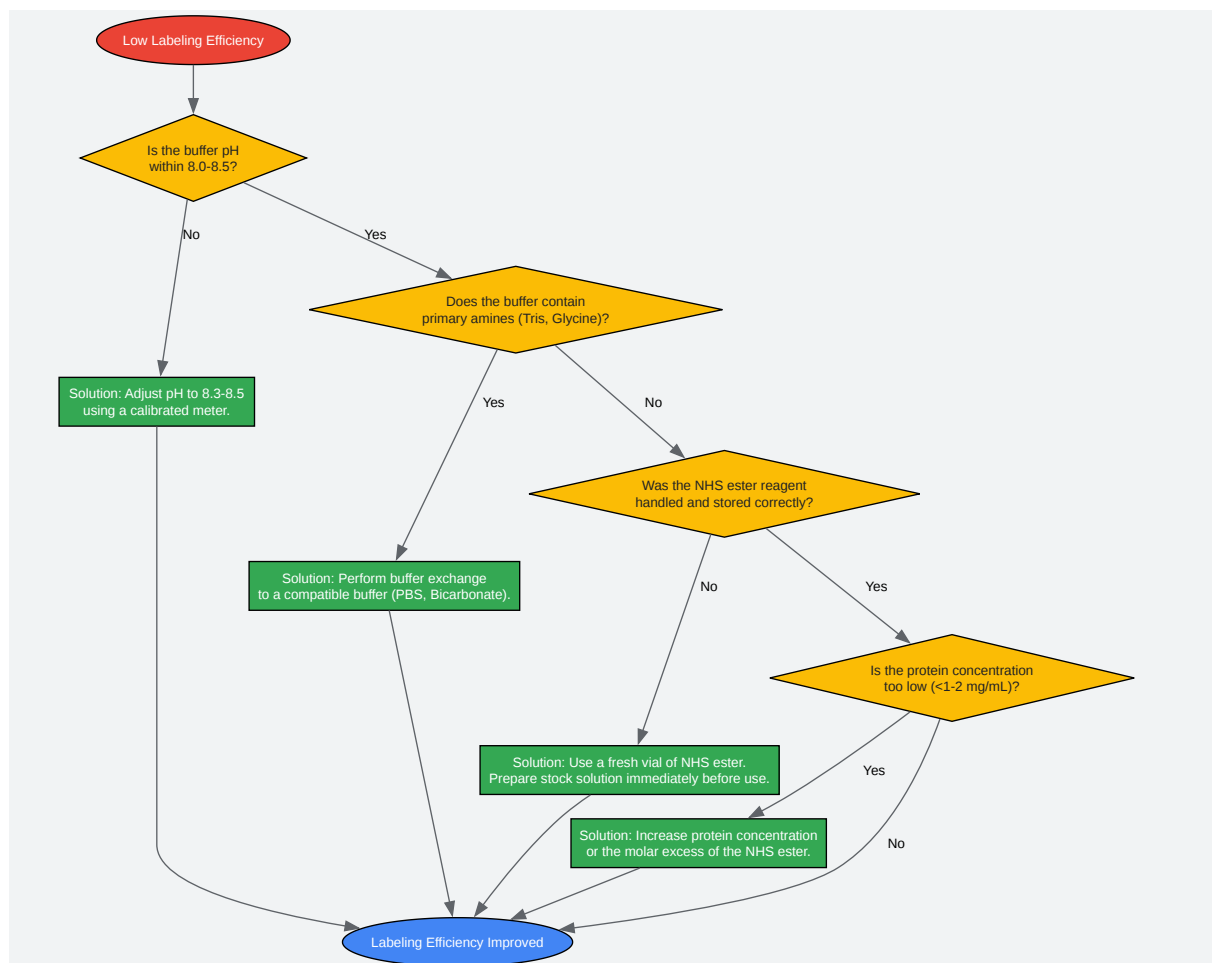 Low Labeling Efficiency
Is the buffer pH
within 8.0-8.5?
No
Yes
Does the buffer contain
primary amines (Tris, Glycine)?
Solution: Adjust pH to 8.3-8.5
using a calibrated meter.
Yes
No
Was the NHS ester reagent
handled and stored correctly?
Solution: Perform buffer exchange
to a compatible buffer (PBS, Bicarbonate).
No
Yes
Is the protein concentration
too low (<1-2 mg/mL)?
Solution: Use a fresh vial of NHS ester.
Prepare stock solution immediately before use.
Yes
Solution: Increase protein concentration
or the molar excess of the NHS ester.
No
Labeling Efficiency Improved